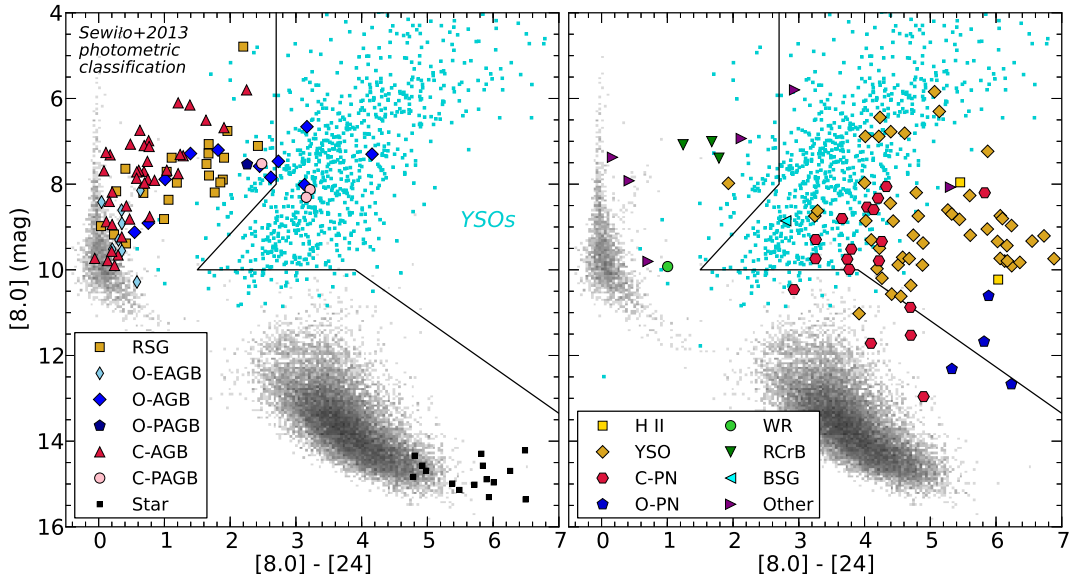 Sewiło+2013
photometric
classification
YSOs
RSG
O-EAGB
O-AGB
O-PAGB
C-AGB
C-PAGB
Star
4
6
8
10
12
14
16
[8.0] (mag)
0 1 2 3 4 5 6 7
[8.0] - [24]
H II
YSO
C-PN
O-PN
WR
RCrB
BSG
Other
0 1 2 3 4 5 6 7
[8.0] - [24]